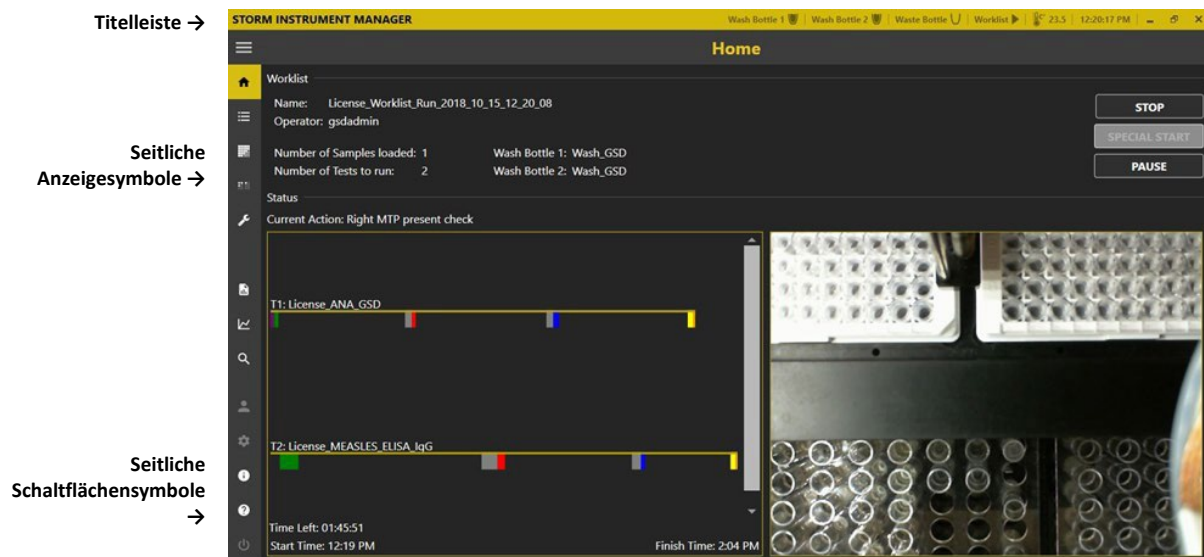 Titelleiste →
STORM INSTRUMENT MANAGER
Wash Bottle 1 | Wash Bottle 2 | Waste Bottle | Worklist | 23.5 | 12:20:17 PM
Home
Worklist
Name: License_Worklist_Run_2018_10_15_12_20_08
Operator: gsdadmin
STOP
SPECIAL START
PAUSE
Seitliche
Anzeigesymbole →
Number of Samples loaded: 1 Wash Bottle 1: Wash_GSD
Number of Tests to run: 2 Wash Bottle 2: Wash_GSD
Status
Current Action: Right MTP present check
T1: License_ANA_GSD
T2: License_MEASLES_ELISA_IgG
Seitliche
Schaltflächensymbole
→
Time Left: 01:45:51
Start Time: 12:19 PM Finish Time: 2:04 PM